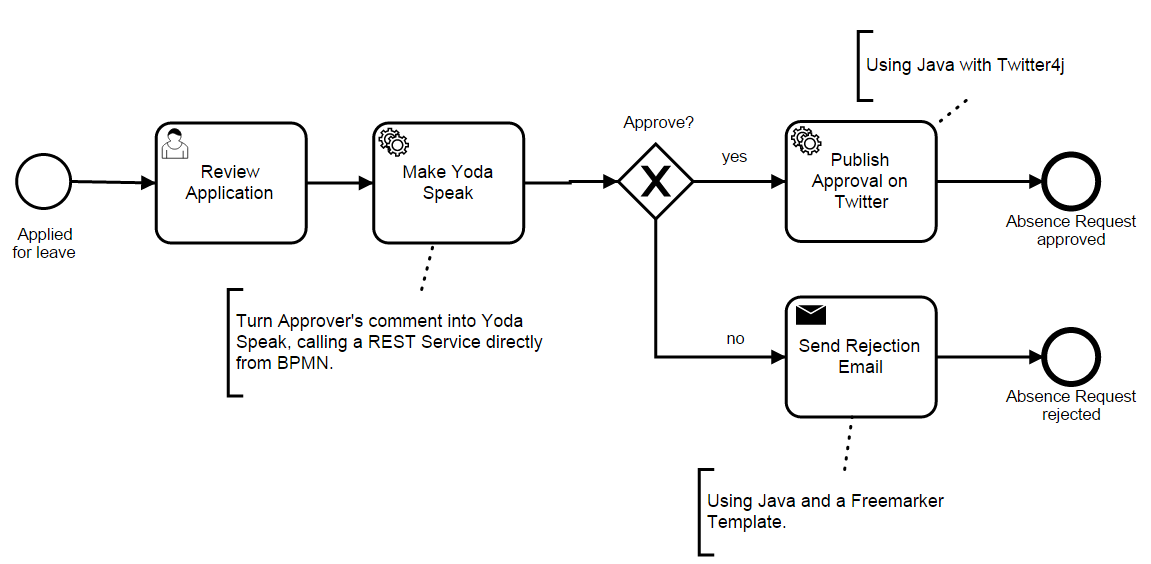 Using Java with Twitter4j
Approve?
yes
Review
Application
Make Yoda
Speak
Publish
Approval on
Twitter
Applied
for leave
Absence Request
approved
Turn Approver's comment into Yoda
Speak, calling a REST Service directly
from BPMN.
no
Send Rejection
Email
Absence Request
rejected
Using Java and a Freemarker
Template.